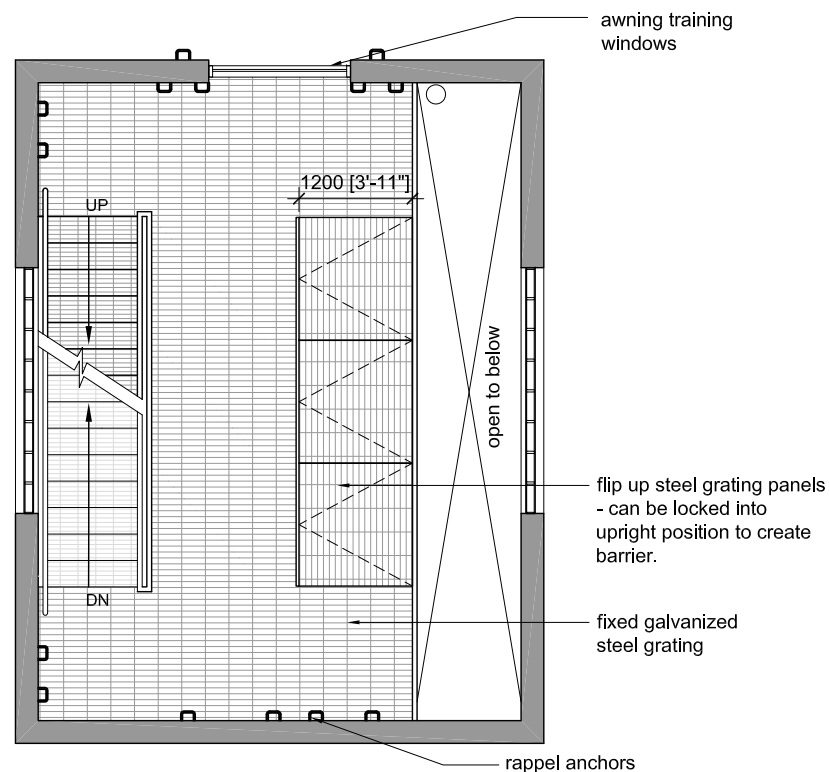 awning training
windows
1200 [3'-11"]
UP
open to below
flip up steel grating panels
- can be locked into
upright position to create
barrier.
DN
fixed galvanized
steel grating
rappel anchors